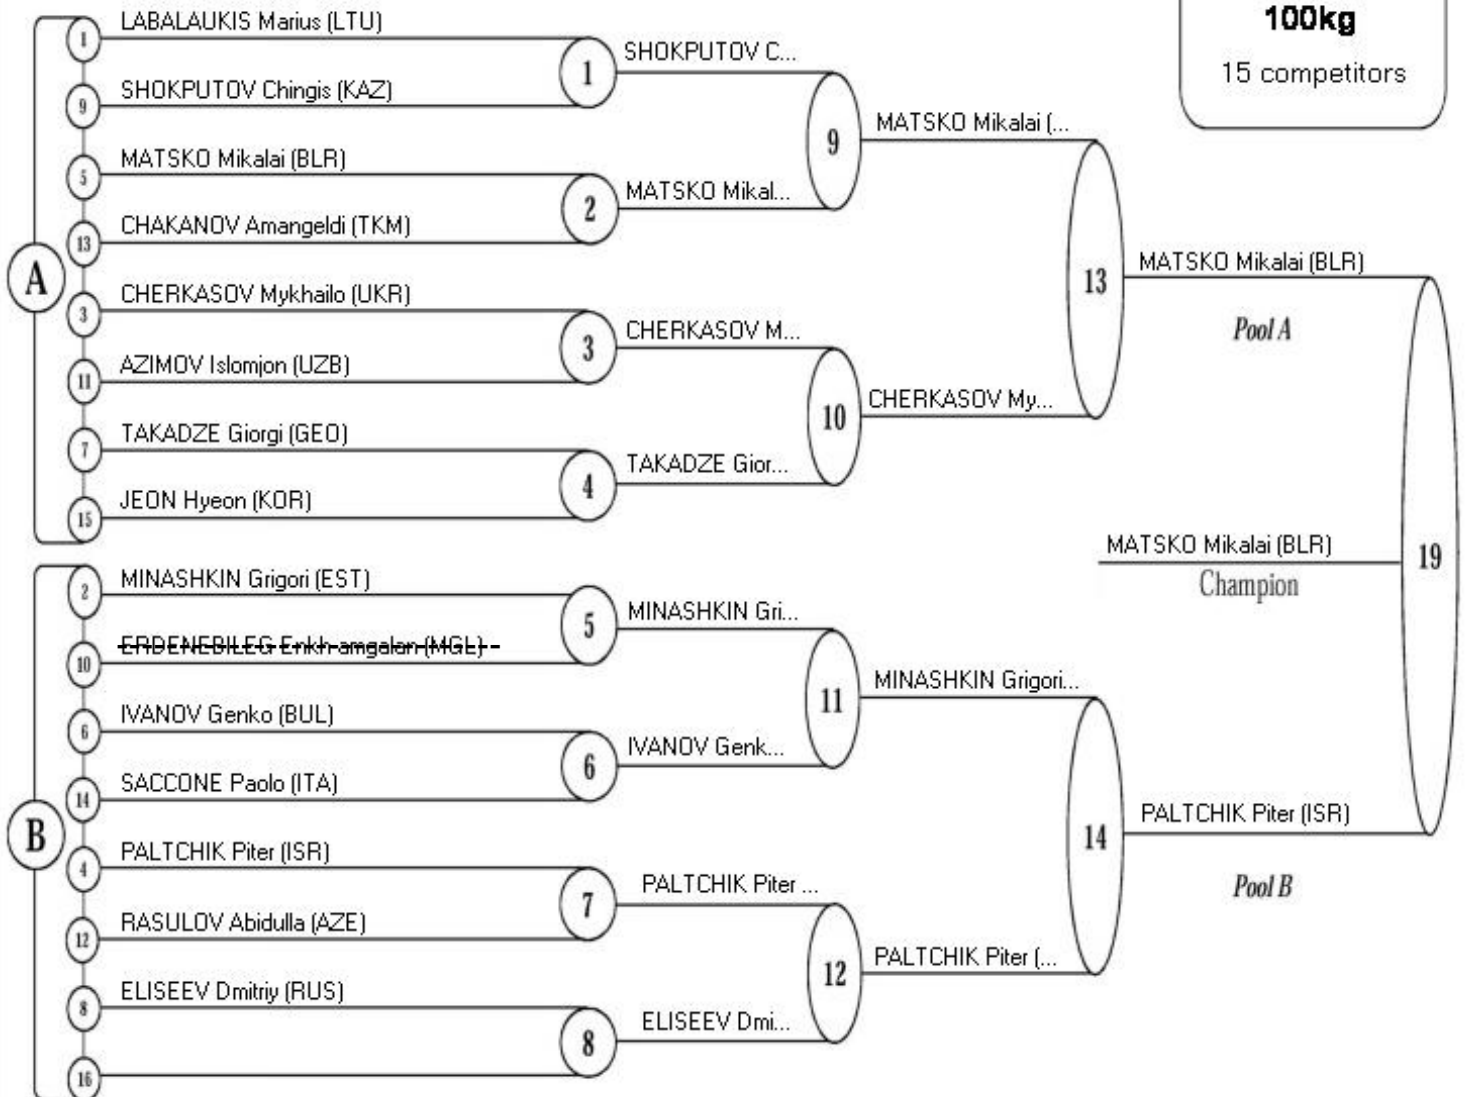 100kg
15 competitors
A
1
LABALAUKIS Marius (LTU)
9
SHOKPUTOV Chingis (KAZ)
5
MATSKO Mikalai (BLR)
13
CHAKANOV Amangeldi (TKM)
3
CHERKASOV Mykhailo (UKR)
11
AZIMOV Islomjon (UZB)
7
TAKADZE Giorgi (GEO)
15
JEON Hyeon (KOR)
B
2
MINASHKIN Grigori (EST)
10
ERDENEBILEG Enkh-amgalan (MGL)
6
IVANOV Genko (BUL)
14
SACCONE Paolo (ITA)
4
PALTCHIK Piter (ISR)
12
RASULOV Abidulla (AZE)
8
ELISEEV Dmitriy (RUS)
16
1
SHOKPUTOV C...
2
MATSKO Mikal...
3
CHERKASOV M...
4
TAKADZE Gior...
5
MINASHKIN Gri...
6
IVANOV Genk...
7
PALTCHIK Piter ...
8
ELISEEV Dmi...
9
MATSKO Mikalai (...
10
CHERKASOV My...
11
MINASHKIN Grigori...
12
PALTCHIK Piter (...
13
MATSKO Mikalai (BLR)
Pool A
14
PALTCHIK Piter (ISR)
Pool B
19
MATSKO Mikalai (BLR)
Champion